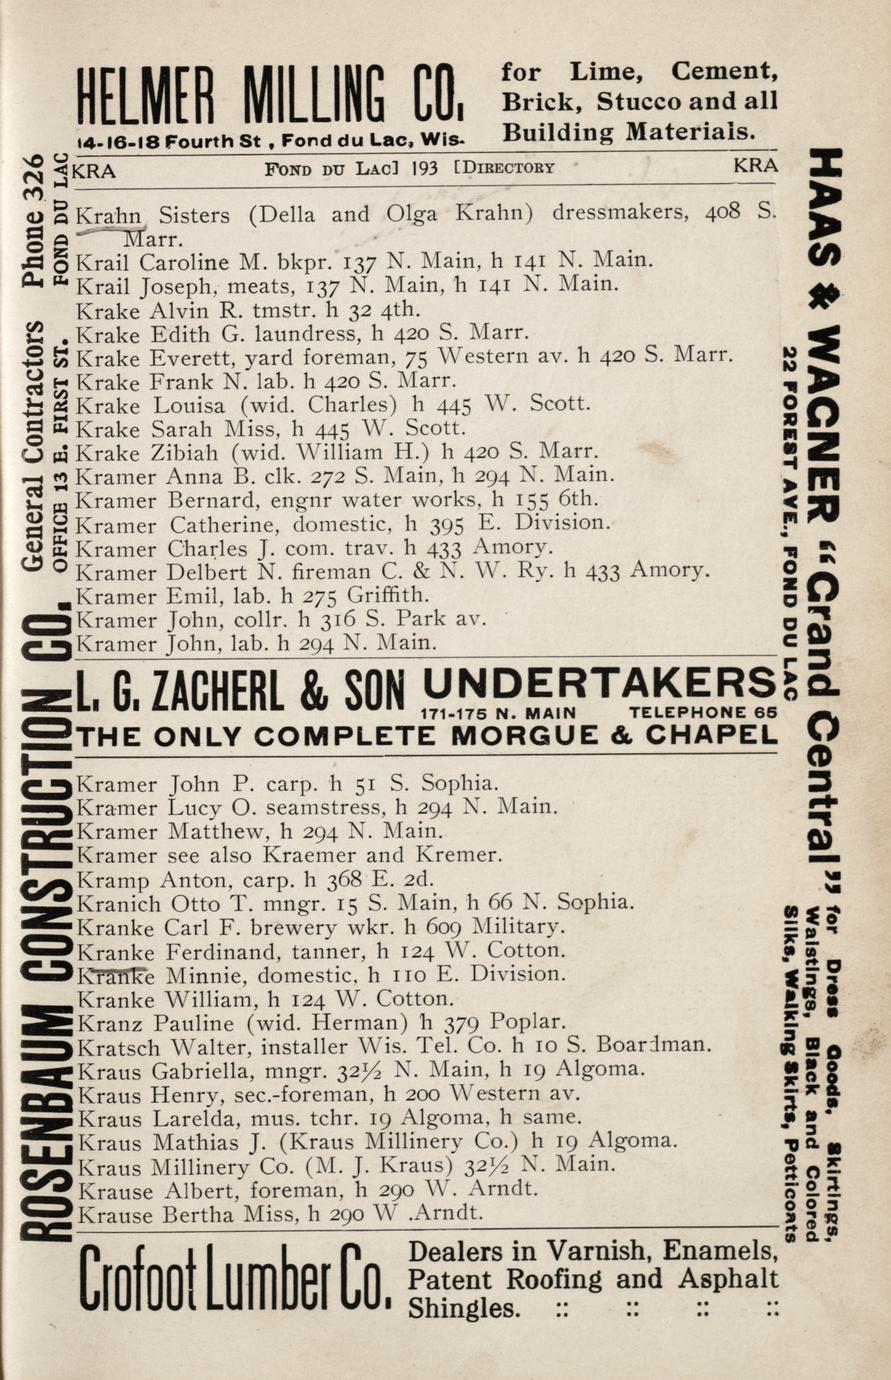 HELMER MILLING CO.
for Lime, Cement,
Brick, Stucco and all
Building Materials.
14-16-18 Fourth St , Fond du Lac, Wis.
KRA FOND DU LAC] 193 [DIRECTORY KRA
Krahn Sisters (Della and Olga Krahn) dressmakers, 408 S.
Marr.
Krail Caroline M. bkpr. 137 N. Main, h 141 N. Main.
Krail Joseph, meats, 137 N. Main, h 141 N. Main.
Krake Alvin R. tmstr. h 32 4th.
Krake Edith G. laundress, h 420 S. Marr.
Krake Everett, yard foreman, 75 Western av. h 420 S. Marr.
Krake Frank N. lab. h 420 S. Marr.
Krake Louisa (wid. Charles) h 445 W. Scott.
Krake Sarah Miss, h 445 W. Scott.
Krake Zibiah (wid. William H.) h 420 S. Marr.
Kramer Anna B. clk. 272 S. Main, h 294 N. Main.
Kramer Bernard, engnr water works, h 155 6th.
Kramer Catherine, domestic, h 395 E. Division.
Kramer Charles J. com. trav. h 433 Amory.
Kramer Delbert N. fireman C. & N. W. Ry. h 433 Amory.
Kramer Emil, lab. h 275 Griffith.
Kramer John, collr. h 316 S. Park av.
Kramer John, lab. h 294 N. Main.
L. G. ZACHERL & SON UNDERTAKERS
171-175 N. MAIN TELEPHONE 65
THE ONLY COMPLETE MORGUE & CHAPEL
Kramer John P. carp. h 51 S. Sophia.
Kramer Lucy O. seamstress, h 294 N. Main.
Kramer Matthew, h 294 N. Main.
Kramer see also Kraemer and Kremer.
Kramp Anton, carp. h 368 E. 2d.
Kranich Otto T. mngr. 15 S. Main, h 66 N. Sophia.
Kranke Carl F. brewery wkr. h 609 Military.
Kranke Ferdinand, tanner, h 124 W. Cotton.
Kranke Minnie, domestic, h 110 E. Division.
Kranke William, h 124 W. Cotton.
Kranz Pauline (wid. Herman) h 379 Poplar.
Kratsch Walter, installer Wis. Tel. Co. h 10 S. Boardman.
Kraus Gabriella, mngr. 32½ N. Main, h 19 Algoma.
Kraus Henry, sec.-foreman, h 200 Western av.
Kraus Larelda, mus. tchr. 19 Algoma, h same.
Kraus Mathias J. (Kraus Millinery Co.) h 19 Algoma.
Kraus Millinery Co. (M. J. Kraus) 32½ N. Main.
Krause Albert, foreman, h 290 W. Arndt.
Krause Bertha Miss, h 290 W .Arndt.
Crofoot Lumber Co.
Dealers in Varnish, Enamels,
Patent Roofing and Asphalt
Shingles. :: :: :: ::
ROSENBAUM CONSTRUCTION CO.
General Contractors Phone 326
OFFICE 13 E. FIRST ST. FOND DU LAC
HAAS & WAGNER "Grand Central"
22 FOREST AVE., FOND DU LAC
for Dress Goods, Skirtings,
Waistings, Black and Colored
Silks, Walking Skirts, Petticoats